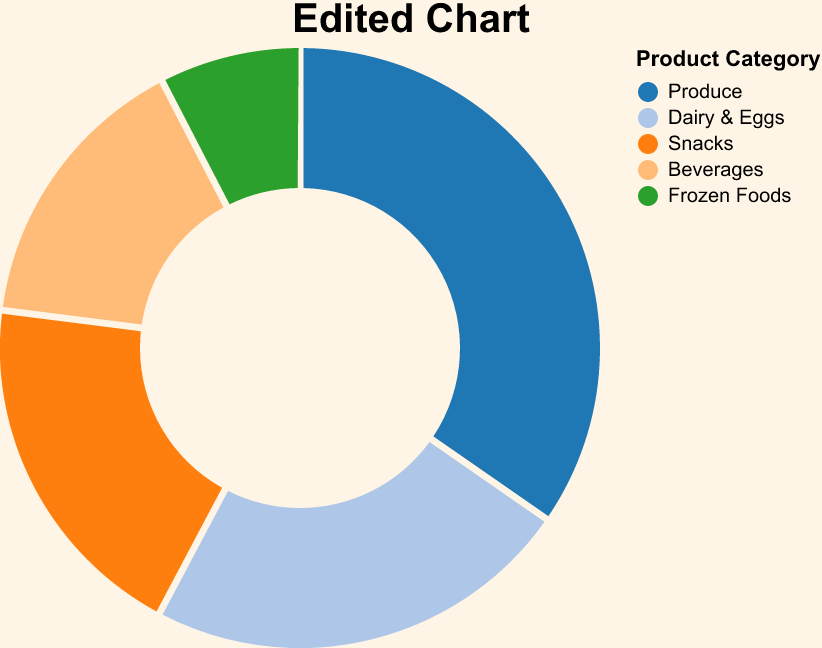 Edited Chart
Product Category
Produce
Dairy & Eggs
Snacks
Beverages
Frozen Foods